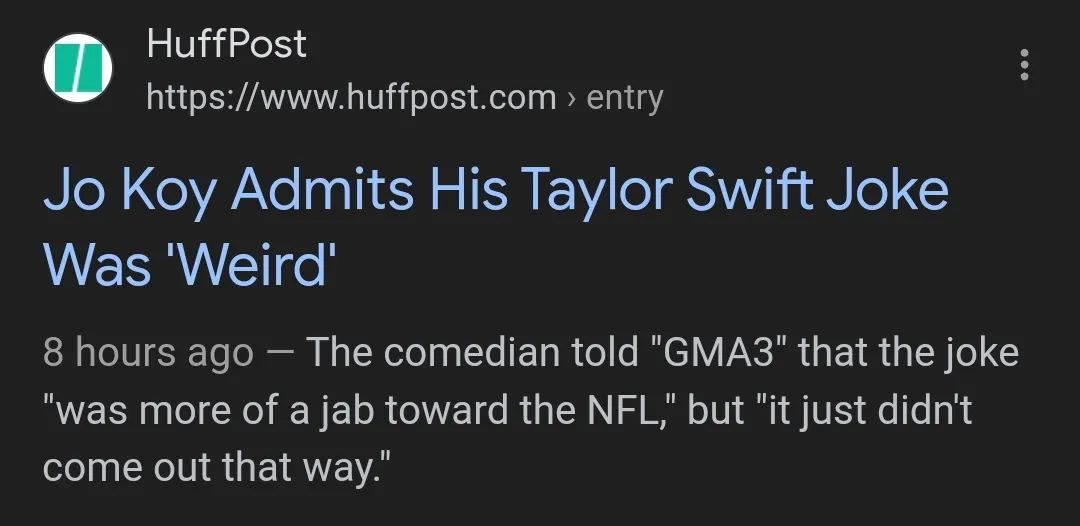 HuffPost
https://www.huffpost.com › entry
Jo Koy Admits His Taylor Swift Joke
Was 'Weird'
8 hours ago — The comedian told "GMA3" that the joke
"was more of a jab toward the NFL," but "it just didn't
come out that way."